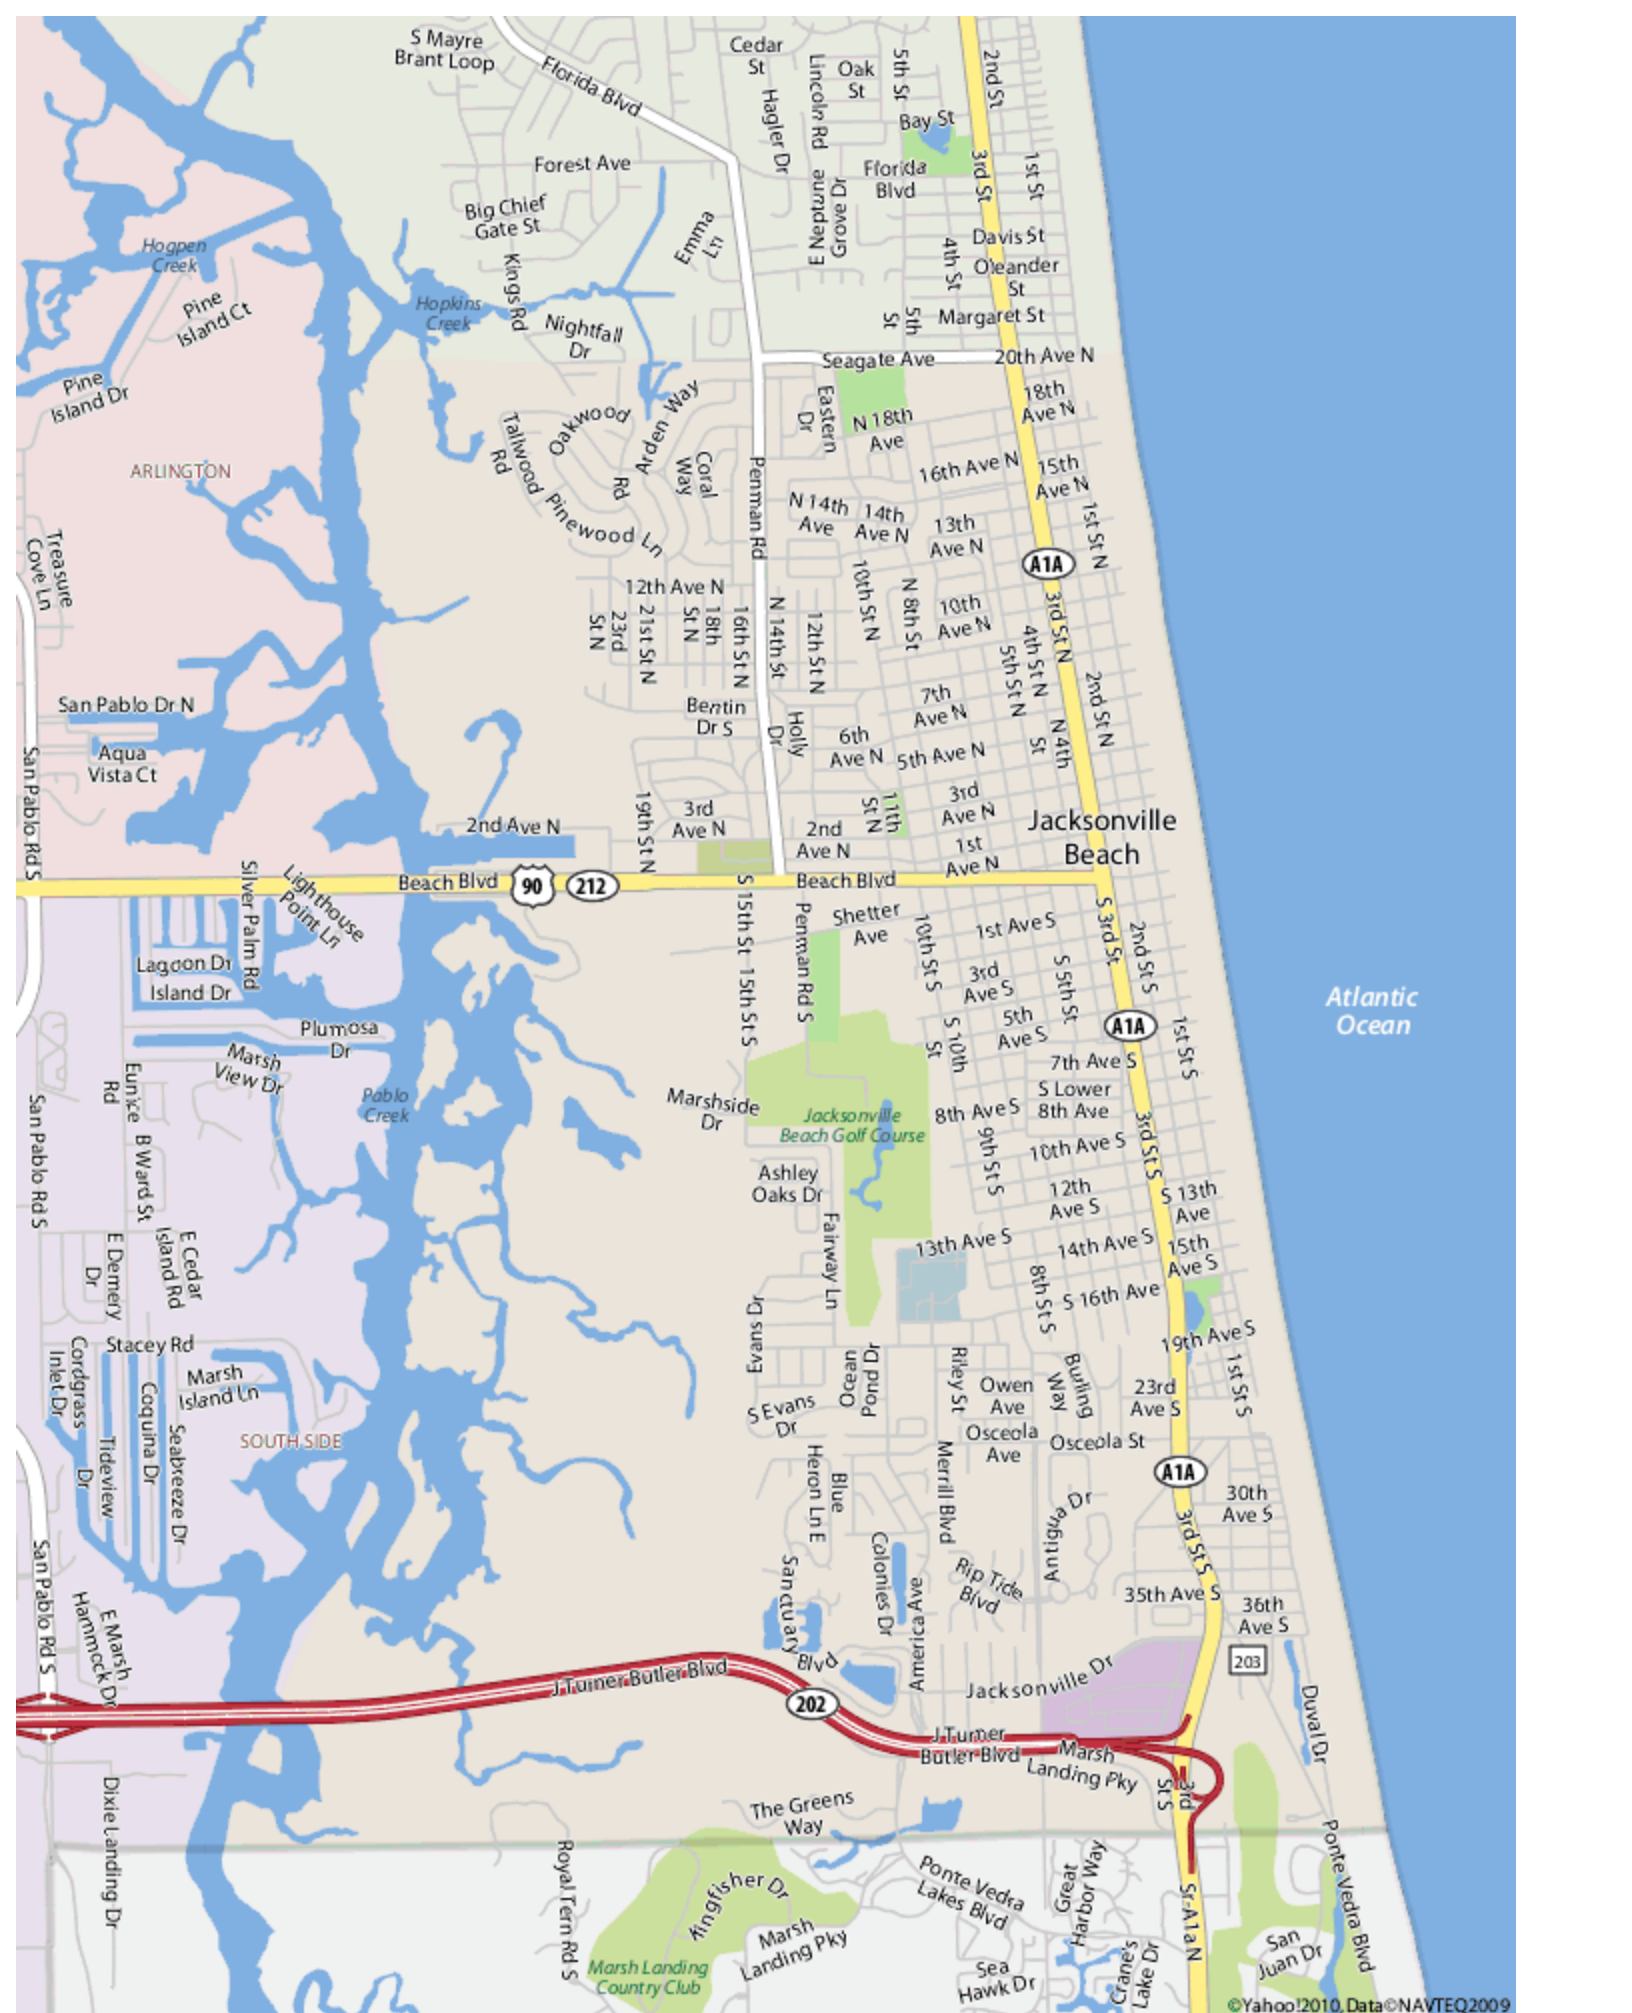 S Mayre
Brant Loop
Florida Blvd
Cedar
St
Hagler Dr
Lincoln Rd
Oak
St
5th St
2nd St
Bay St
Forest Ave
Fforida
Blvd
3rd St
1st St
Big Chief
Gate St
Emma
Ln
E Neptune
Grove Dr
4th St
Davis St
Oleander
St
Hogpen
Creek
Kings Rd
Pine
Island Ct
Hopkins
Creek
Nightfall
Dr
5th
St
Margaret St
Seagate Ave
20th Ave N
Pine
Island Dr
Eastern
Dr
18th
Ave N
N 18th
Ave
Tallwood
Rd
Oakwood
Rd
Arden Way
Coral
Way
ARLINGTON
Penman Rd
16th Ave N
15th
Ave N
Pinewood Ln
N 14th
Ave
14th
Ave N
13th
Ave N
1st St N
Treasure
Cove Ln
A1A
12th Ave N
10th St N
N 8th St
10th
Ave N
3rd St N
23rd
St N
21st St N
18th
St N
16th St N
N 14th St
12th St N
4th St N
5th St N
2nd St N
San Pablo Dr N
Bentin
Dr S
Holly
Dr
7th
Ave N
6th
Ave N
5th Ave N
N 4th
St
Aqua
Vista Ct
San Pablo Rd S
2nd Ave N
19th St N
3rd
Ave N
2nd
Ave N
11th
St N
3rd
Ave N
1st
Ave N
Jacksonville
Beach
Silver Palm Rd
Lighthouse
Point Ln
Beach Blvd
90
212
Beach Blvd
S 15th St
Penman Rd S
Shetter
Ave
10th St S
1st Ave S
S 3rd St
2nd St S
Lagoon Dr
Island Dr
15th St S
3rd
Ave S
S 5th St
5th
Ave S
Atlantic
Ocean
A1A
1st St S
Plumosa
Dr
Marsh
View Dr
S 10th
St
7th Ave S
Eunice
Rd
Pablo
Creek
Marshside
Dr
Jacksonville
Beach Golf Course
S Lower
8th Ave
8th Ave S
San Pablo Rd S
B Ward St
9th St S
10th Ave S
3rd St S
Ashley
Oaks Dr
12th
Ave S
S 13th
Ave
E Demery
Dr
E Cedar
Island Rd
Fairway Ln
13th Ave S
14th Ave S
15th
Ave S
Evans Dr
8th St S
S 16th Ave
Stacey Rd
19th Ave S
Cordgrass
Inlet Dr
Marsh
Island Ln
Coquina Dr
Ocean
Pond Dr
Riley St
Owen
Ave
Burling
Way
23rd
Ave S
1st St S
S Evans
Dr
Tideview
Dr
Seabreeze Dr
SOUTH SIDE
Osceola
Ave
Osceola St
A1A
Blue
Heron Ln E
Merrill Blvd
Antigua Dr
30th
Ave S
3rd St S
San Pablo Rd S
E Marsh
Hammock Dr
Sanctuary
Blvd
Colonies Dr
America Ave
Rip Tide
Blvd
35th Ave S
36th
Ave S
203
J Turner Butler Blvd
202
Jacksonville Dr
Duval Dr
J Turner
Butler Blvd
Marsh
Landing Pky
3rd
St S
Dixie Landing Dr
The Greens
Way
Royal Tern Rd S
Kingfisher Dr
Ponte Vedra
Lakes Blvd
Great
Harbor Way
Ponte Vedra Blvd
Sr-A1a N
Marsh
Landing Pky
Marsh Landing
Country Club
Sea
Hawk Dr
Crane's
Lake Dr
San
Juan Dr
©Yahoo!2010, Data©NAVTEQ2009